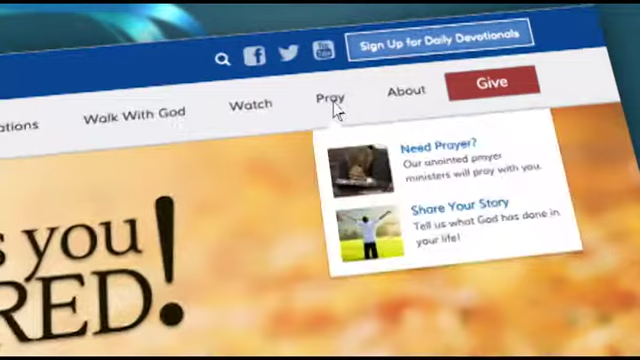 Sign Up for Daily Devotionals
ations Walk With God Watch Pray About Give
Need Prayer?
Our anointed prayer
ministers will pray with you.
Share Your Story
Tell us what God has done in
your life!
s you
RED!